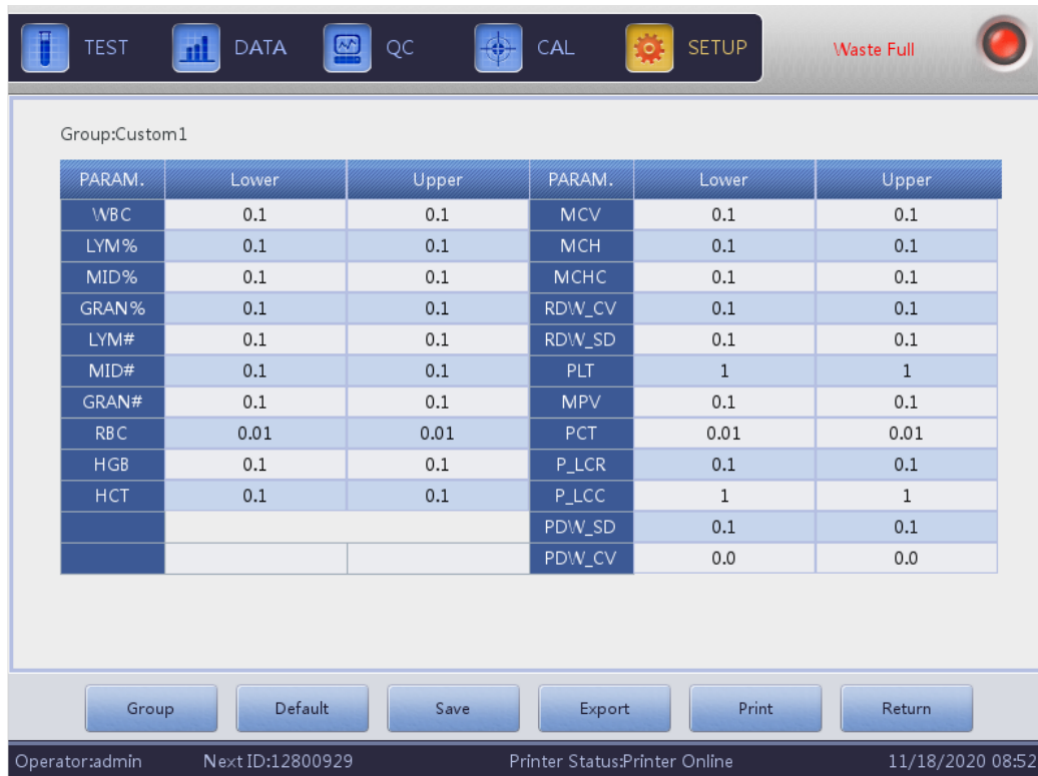 TEST DATA QC CAL SETUP Waste Full
Group:Custom1
PARAM. Lower Upper PARAM. Lower Upper
WBC 0.1 0.1 MCV 0.1 0.1
LYM% 0.1 0.1 MCH 0.1 0.1
MID% 0.1 0.1 MCHC 0.1 0.1
GRAN% 0.1 0.1 RDW_CV 0.1 0.1
LYM# 0.1 0.1 RDW_SD 0.1 0.1
MID# 0.1 0.1 PLT 1 1
GRAN# 0.1 0.1 MPV 0.1 0.1
RBC 0.01 0.01 PCT 0.01 0.01
HGB 0.1 0.1 P_LCR 0.1 0.1
HCT 0.1 0.1 P_LCC 1 1
PDW_SD 0.1 0.1
PDW_CV 0.0 0.0
Group Default Save Export Print Return
Operator:admin Next ID:12800929 Printer Status:Printer Online 11/18/2020 08:52